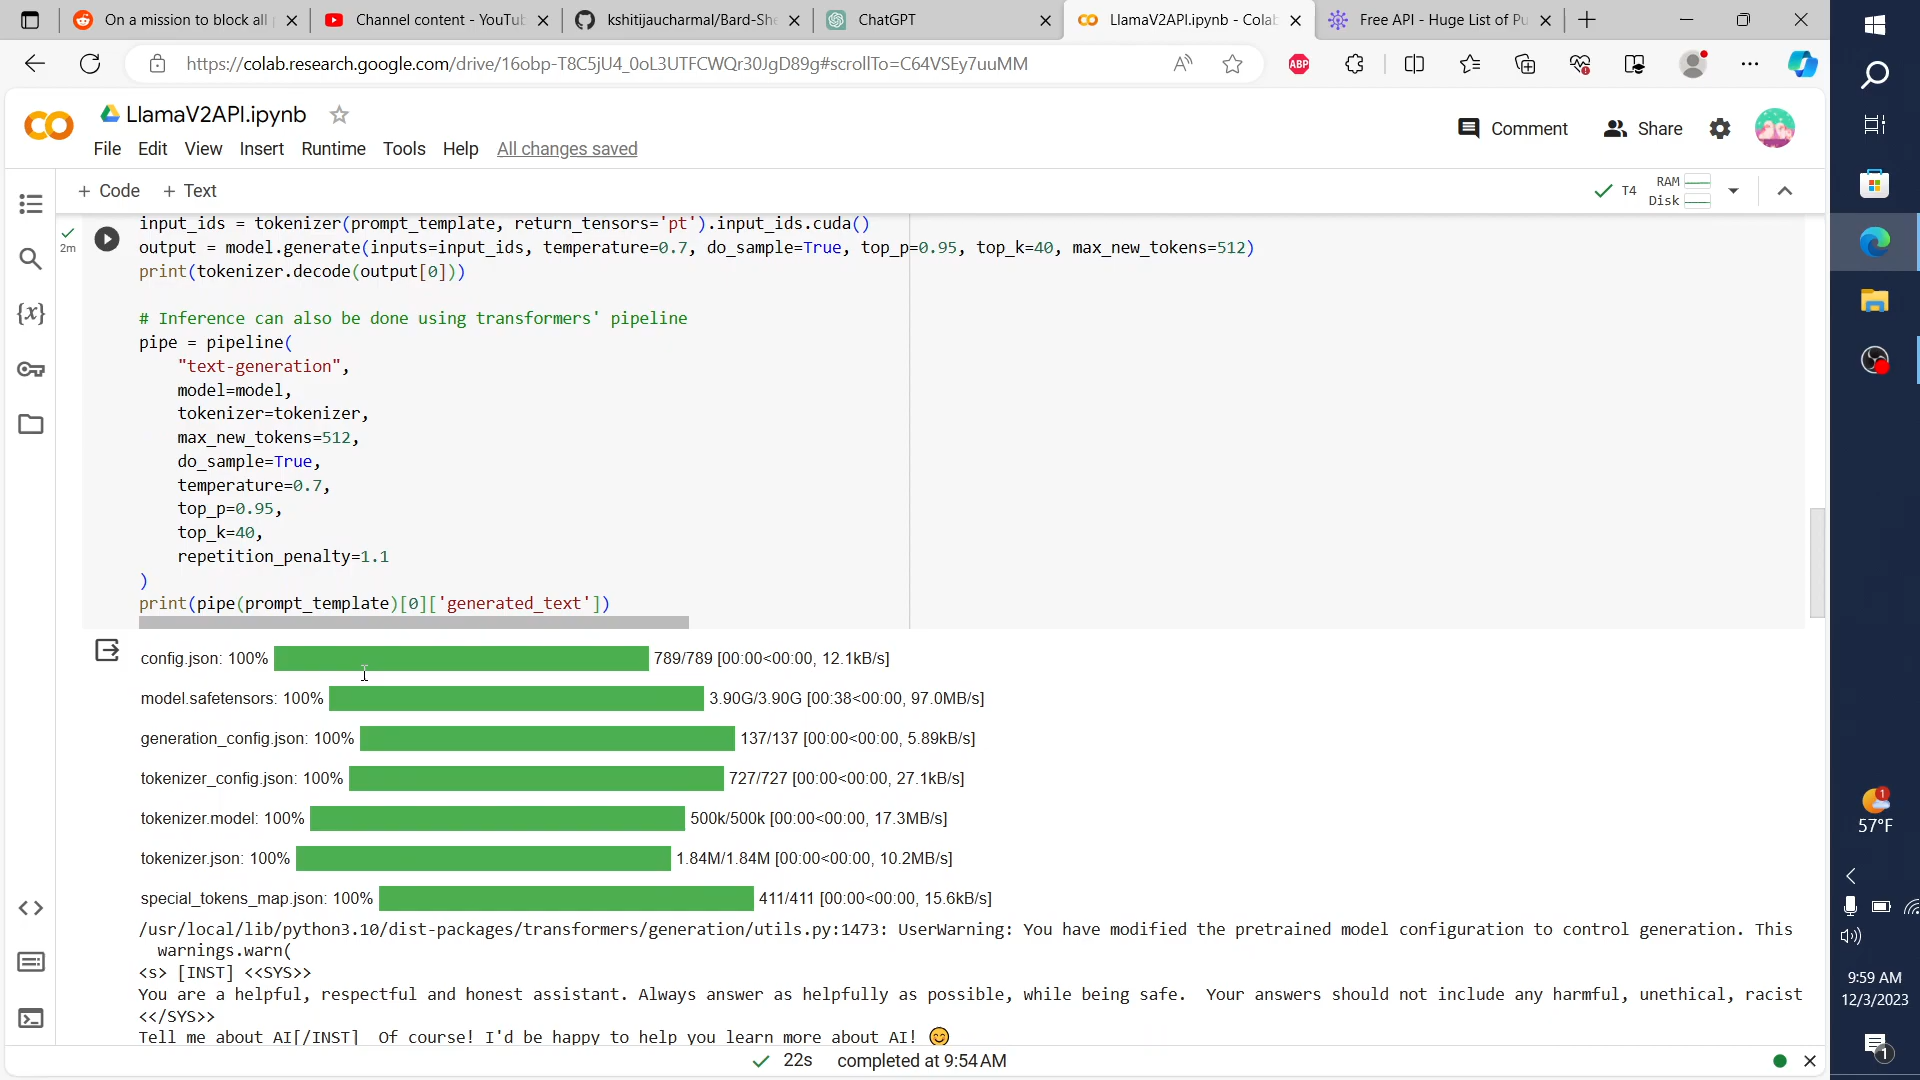 On a mission to block all
Channel content - YouTub
kshitijaucharmal/Bard-She
ChatGPT
LlamaV2API.ipynb - Colab
Free API - Huge List of Pu
https://colab.research.google.com/drive/16obp-T8C5jU4_0oL3UTFCWQr30JgD89g#scrollTo=C64VSEy7uuMM
ABP
LlamaV2API.ipynb
File Edit View Insert Runtime Tools Help All changes saved
Comment
Share
+ Code + Text
T4
RAM
Disk
2m
input_ids = tokenizer(prompt_template, return_tensors='pt').input_ids.cuda()
output = model.generate(inputs=input_ids, temperature=0.7, do_sample=True, top_p=0.95, top_k=40, max_new_tokens=512)
print(tokenizer.decode(output[0]))
# Inference can also be done using transformers' pipeline
pipe = pipeline(
"text-generation",
model=model,
tokenizer=tokenizer,
max_new_tokens=512,
do_sample=True,
temperature=0.7,
top_p=0.95,
top_k=40,
repetition_penalty=1.1
)
print(pipe(prompt_template)[0]['generated_text'])
config.json: 100% 789/789 [00:00<00:00, 12.1kB/s]
model.safetensors: 100% 3.90G/3.90G [00:38<00:00, 97.0MB/s]
generation_config.json: 100% 137/137 [00:00<00:00, 5.89kB/s]
tokenizer_config.json: 100% 727/727 [00:00<00:00, 27.1kB/s]
tokenizer.model: 100% 500k/500k [00:00<00:00, 17.3MB/s]
tokenizer.json: 100% 1.84M/1.84M [00:00<00:00, 10.2MB/s]
special_tokens_map.json: 100% 411/411 [00:00<00:00, 15.6kB/s]
/usr/local/lib/python3.10/dist-packages/transformers/generation/utils.py:1473: UserWarning: You have modified the pretrained model configuration to control generation. This
warnings.warn(
<s> [INST] <<SYS>>
You are a helpful, respectful and honest assistant. Always answer as helpfully as possible, while being safe.  Your answers should not include any harmful, unethical, racist
<</SYS>>
Tell me about AI[/INST]  Of course! I'd be happy to help you learn more about AI! 😊
22s completed at 9:54 AM
1
57°F
9:59 AM
12/3/2023
1